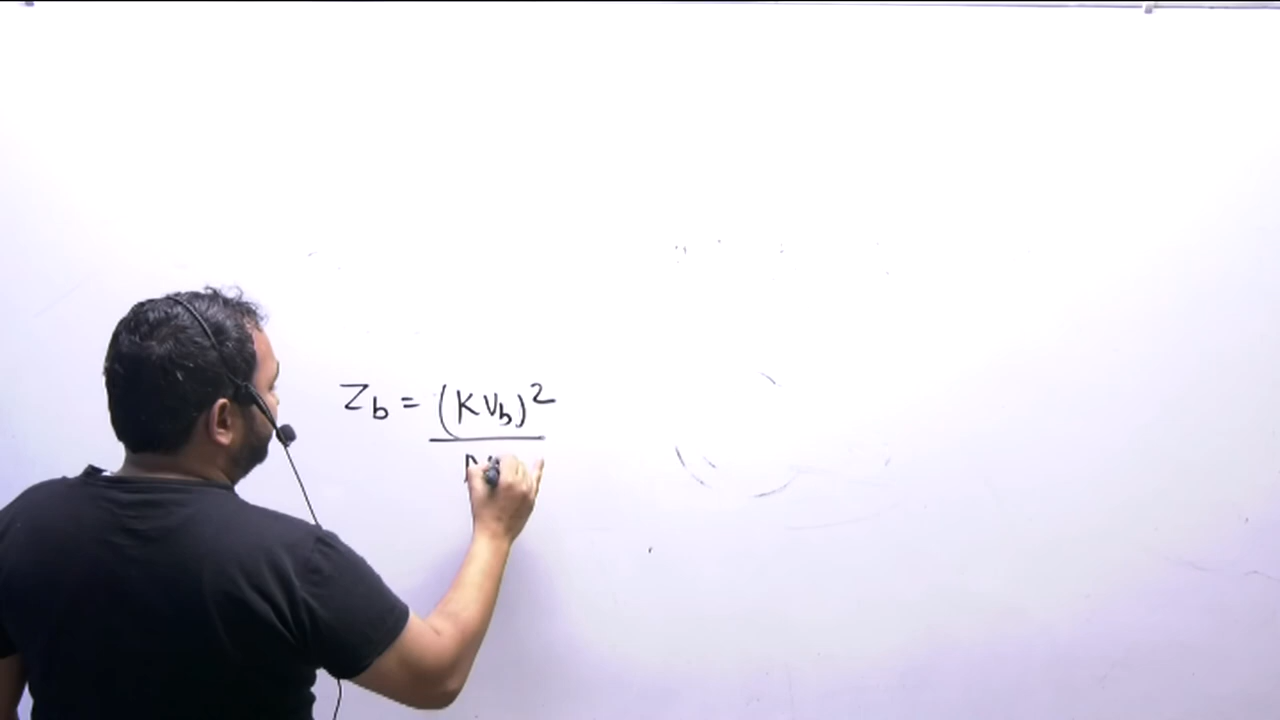 Zb = (KVb)²